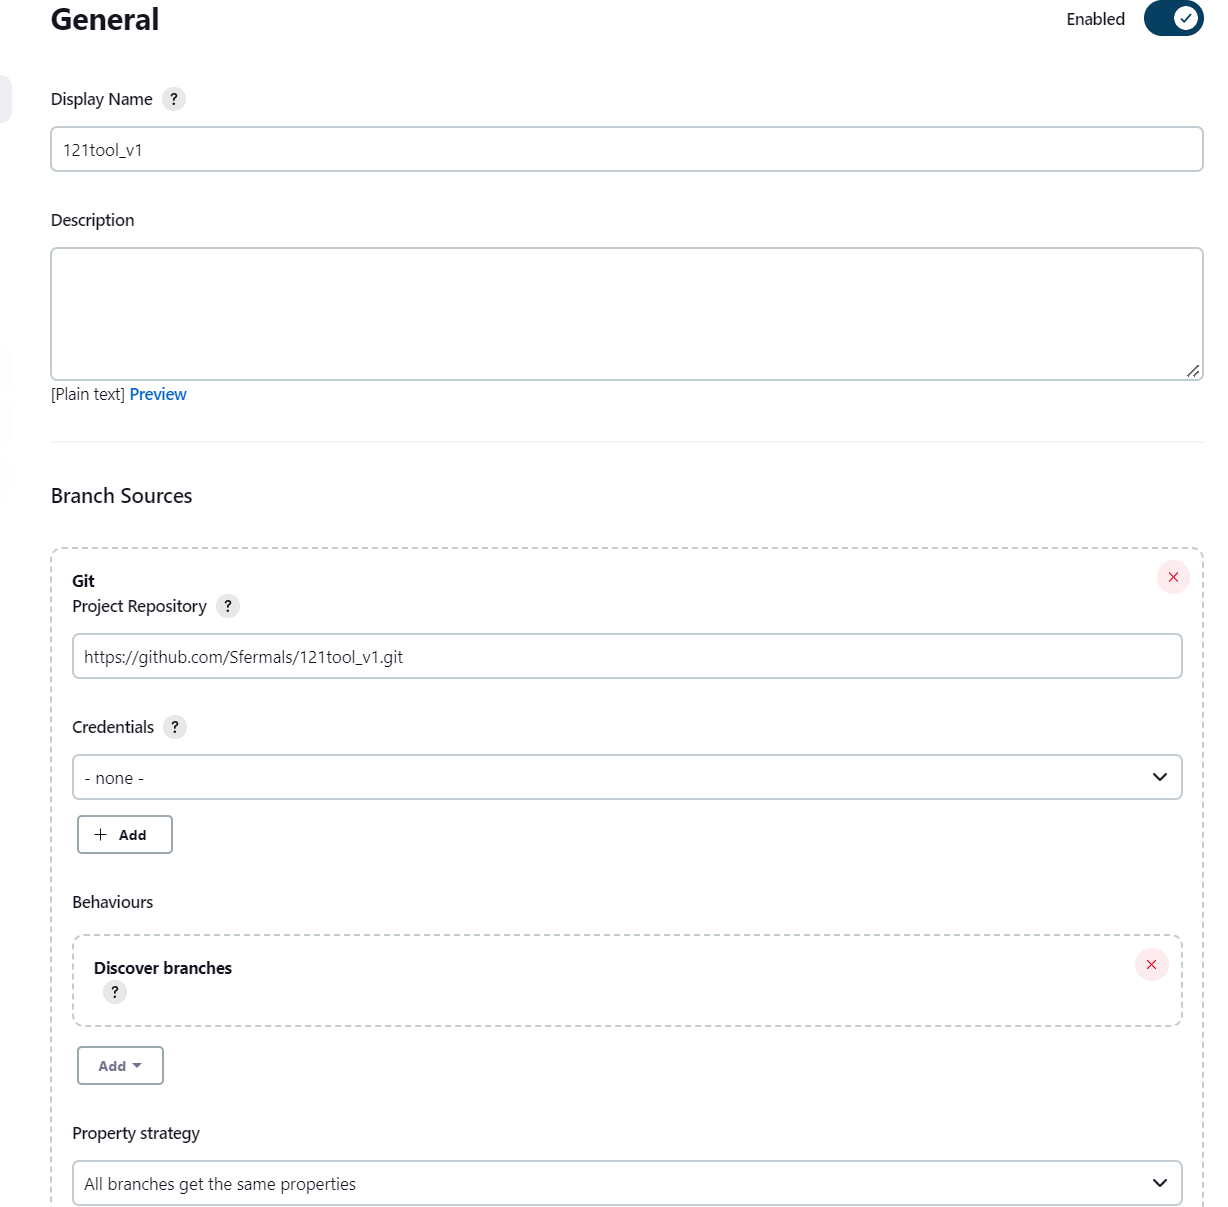 General
Enabled
Display Name ?
121tool_v1
Description
[Plain text] Preview
Branch Sources
Git
Project Repository ?
https://github.com/Sfermals/121tool_v1.git
Credentials ?
- none -
+ Add
Behaviours
Discover branches
?
Add
Property strategy
All branches get the same properties